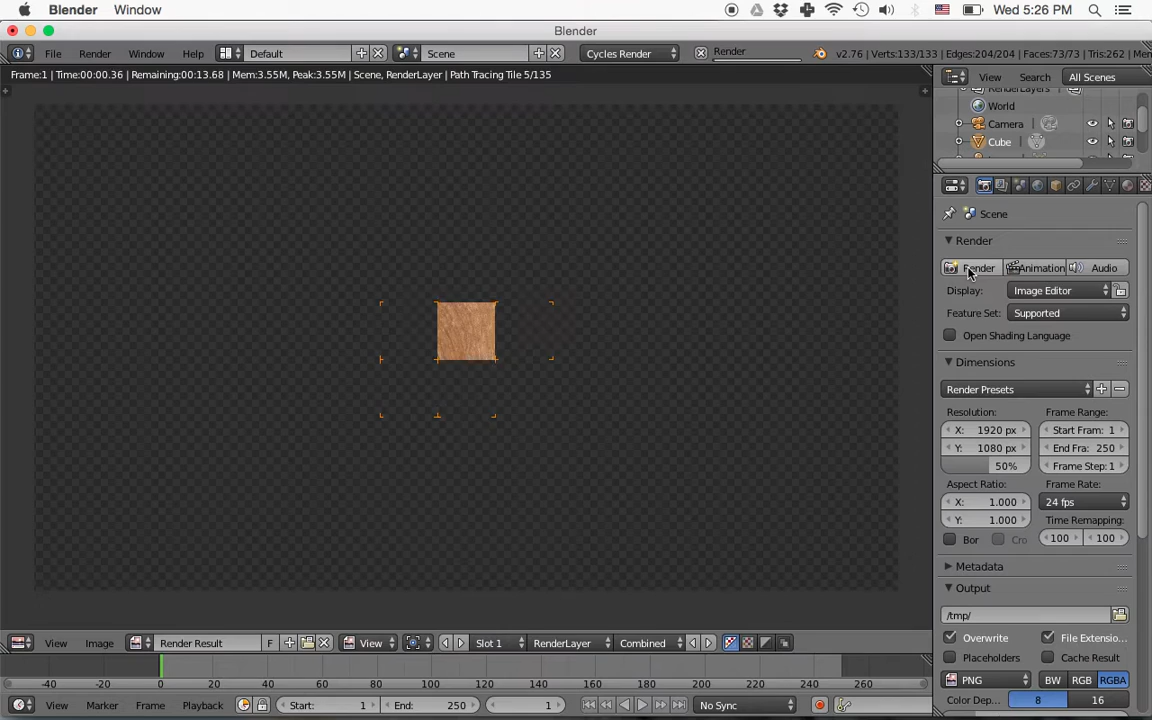 Blender Window Wed 5:26 PM
Blender
File Render Window Help Default Scene Cycles Render Render v2.76 | Verts:133/133 | Edges:204/204 | Faces:73/73 | Tris:262 | Mem
Frame:1 | Time:00:00.36 | Remaining:00:13.68 | Mem:3.55M, Peak:3.55M | Scene, RenderLayer | Path Tracing Tile 5/135
View Search All Scenes
RenderLayers
World
Camera
Cube
Scene
Render
Render Animation Audio
Display: Image Editor
Feature Set: Supported
Open Shading Language
Dimensions
Render Presets
Resolution: Frame Range:
X: 1920 px Start Fram: 1
Y: 1080 px End Fra: 250
50% Frame Step:1
Aspect Ratio: Frame Rate:
X: 1.000 24 fps
Y: 1.000 Time Remapping:
Bor Cro 100 100
Metadata
Output
/tmp/
Overwrite File Extensio...
Placeholders Cache Result
PNG BW RGB RGBA
Color Dep... 8 16
View Image Render Result F View Slot 1 RenderLayer Combined
-40 -20 0 20 40 60 80 100 120 140 160 180 200 220 240 260
View Marker Frame Playback Start: 1 End: 250 1 No Sync